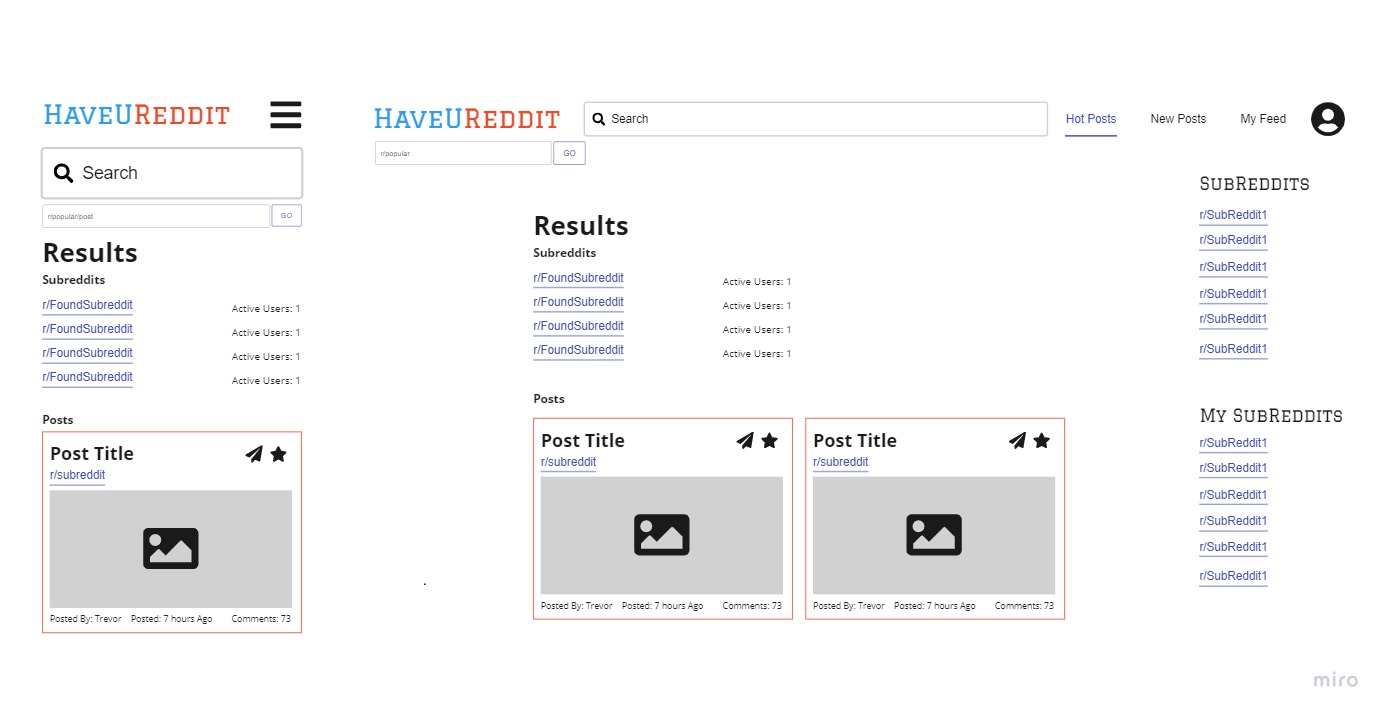 HAVEUREDDIT
Search
r/popular/post
GO
Results
Subreddits
r/FoundSubreddit Active Users: 1
r/FoundSubreddit Active Users: 1
r/FoundSubreddit Active Users: 1
r/FoundSubreddit Active Users: 1
Posts
Post Title
r/subreddit
Posted By: Trevor Posted: 7 hours Ago Comments: 73
HAVEUREDDIT
Search
Hot Posts
New Posts
My Feed
r/popular
GO
Results
Subreddits
r/FoundSubreddit Active Users: 1
r/FoundSubreddit Active Users: 1
r/FoundSubreddit Active Users: 1
r/FoundSubreddit Active Users: 1
Posts
Post Title
r/subreddit
Posted By: Trevor Posted: 7 hours Ago Comments: 73
Post Title
r/subreddit
Posted By: Trevor Posted: 7 hours Ago Comments: 73
SUBREDDITS
r/SubReddit1
r/SubReddit1
r/SubReddit1
r/SubReddit1
r/SubReddit1
r/SubReddit1
MY SUBREDDITS
r/SubReddit1
r/SubReddit1
r/SubReddit1
r/SubReddit1
r/SubReddit1
r/SubReddit1
.
miro